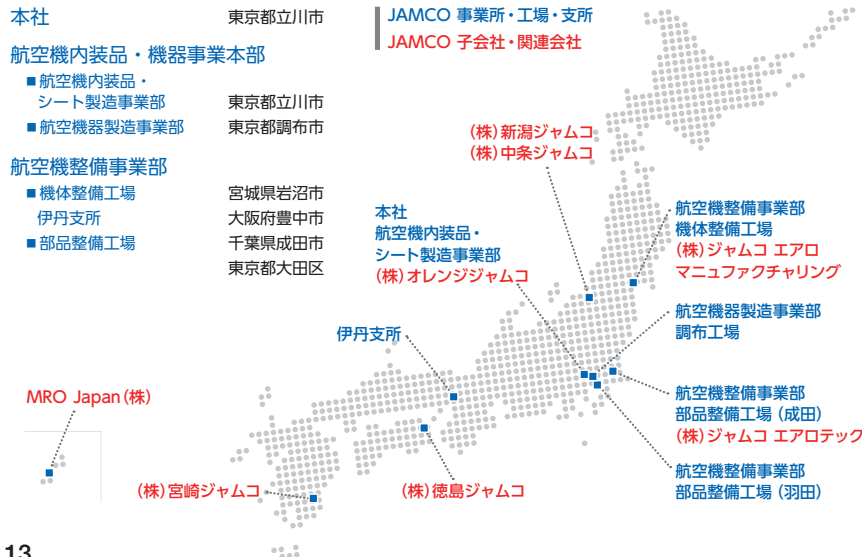 本社 東京都立川市
航空機内装品・機器事業本部
■航空機内装品・
シート製造事業部 東京都立川市
■航空機器製造事業部 東京都調布市
航空機整備事業部
■機体整備工場 宮城県岩沼市
伊丹支所 大阪府豊中市
■部品整備工場 千葉県成田市
東京都大田区
JAMCO 事業所・工場・支所
JAMCO 子会社・関連会社
(株)新潟ジャムコ
(株)中条ジャムコ
本社
航空機内装品・
シート製造事業部
(株)オレンジジャムコ
航空機整備事業部
機体整備工場
(株)ジャムコ エアロ
マニュファクチャリング
航空機器製造事業部
調布工場
伊丹支所
航空機整備事業部
部品整備工場(成田)
(株)ジャムコ エアロテック
航空機整備事業部
部品整備工場(羽田)
MRO Japan(株)
(株)宮崎ジャムコ
(株)徳島ジャムコ
13